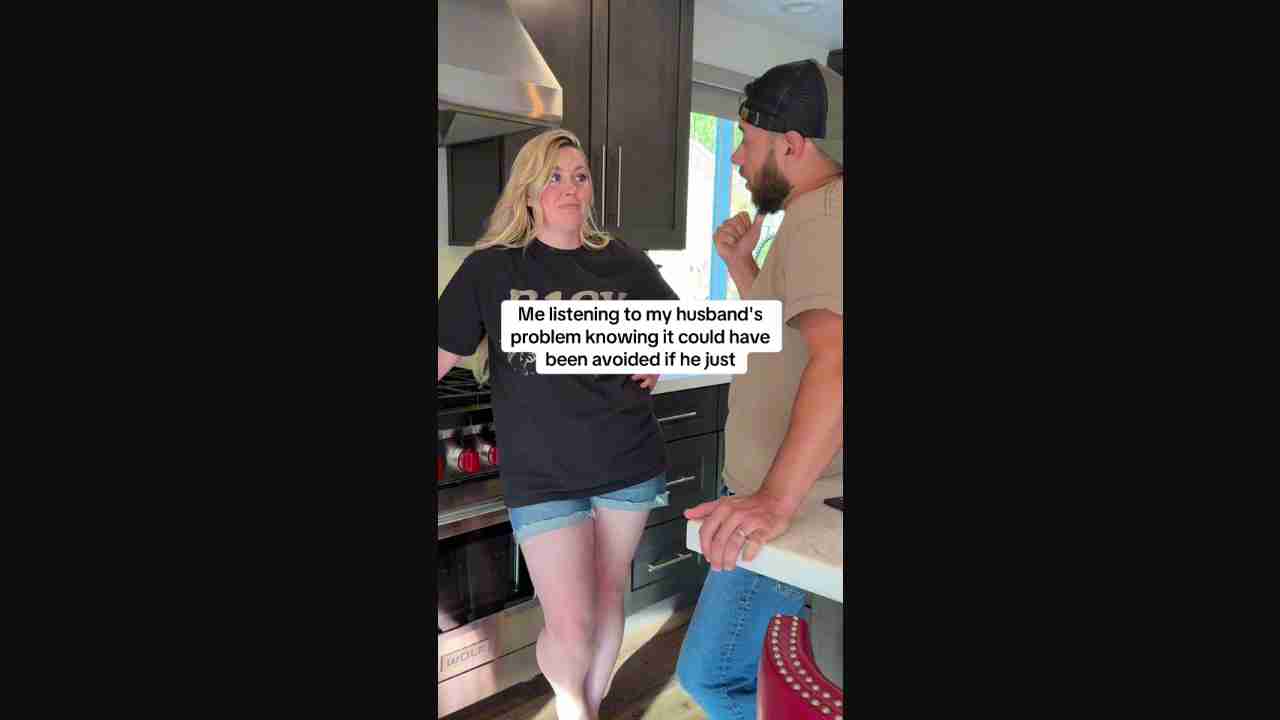 Me listening to my husband's
problem knowing it could have
been avoided if he just
WOLF